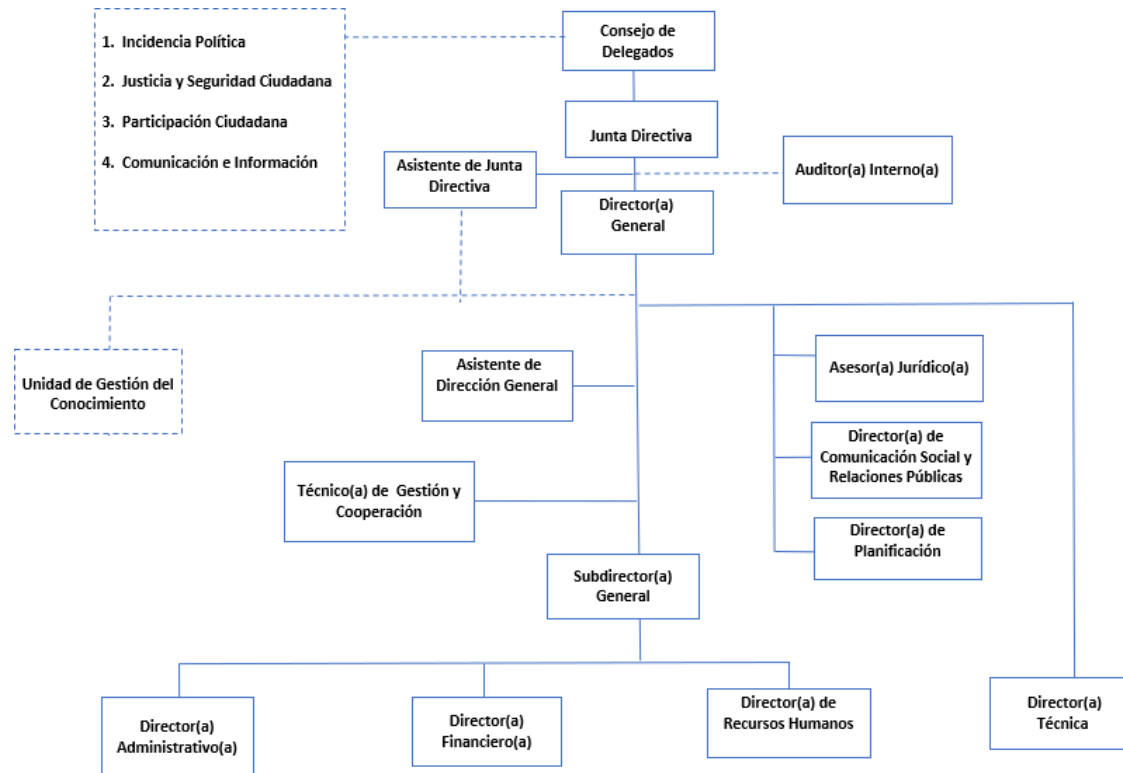 Consejo de
Delegados
1. Incidencia Política
2. Justicia y Seguridad Ciudadana
3. Participación Ciudadana
4. Comunicación e Información
Junta Directiva
Asistente de Junta
Directiva
Auditor(a) Interno(a)
Director(a)
General
Unidad de Gestión del
Conocimiento
Asistente de
Dirección General
Asesor(a) Jurídico(a)
Director(a) de
Comunicación Social y
Relaciones Públicas
Técnico(a) de Gestión y
Cooperación
Director(a) de
Planificación
Subdirector(a)
General
Director(a)
Administrativo(a)
Director(a)
Financiero(a)
Director(a) de
Recursos Humanos
Director(a)
Técnica